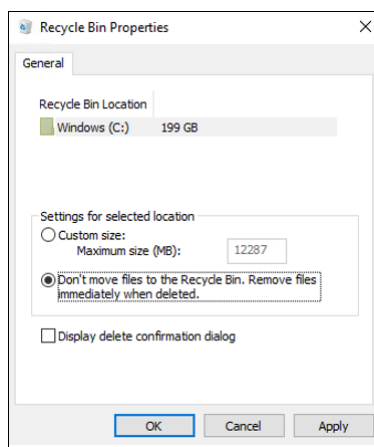 Recycle Bin Properties
General
Recycle Bin Location
Windows (C:) 199 GB
Settings for selected location
Custom size:
Maximum size (MB): 12287
Don't move files to the Recycle Bin. Remove files
immediately when deleted.
Display delete confirmation dialog
OK Cancel Apply